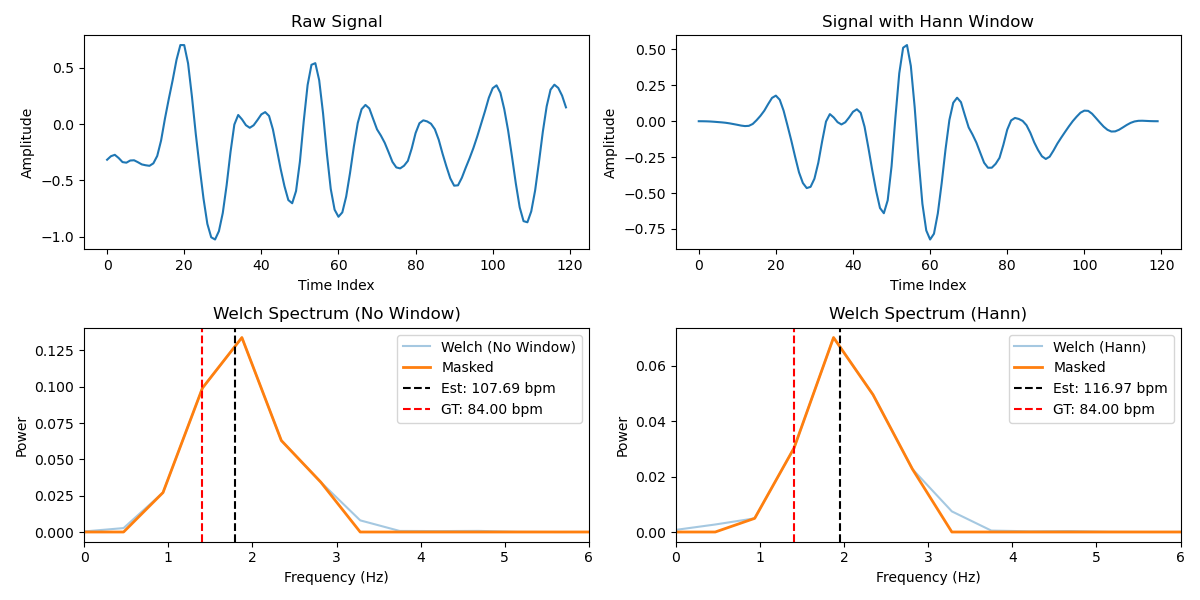 Raw Signal
Amplitude
0.5
0.0
−0.5
−1.0
0 20 40 60 80 100 120
Time Index
Signal with Hann Window
Amplitude
0.50
0.25
0.00
−0.25
−0.50
−0.75
0 20 40 60 80 100 120
Time Index
Welch Spectrum (No Window)
Power
0.125
0.100
0.075
0.050
0.025
0.000
Welch (No Window)
Masked
Est: 107.69 bpm
GT: 84.00 bpm
0 1 2 3 4 5 6
Frequency (Hz)
Welch Spectrum (Hann)
Power
0.06
0.04
0.02
0.00
Welch (Hann)
Masked
Est: 116.97 bpm
GT: 84.00 bpm
0 1 2 3 4 5 6
Frequency (Hz)